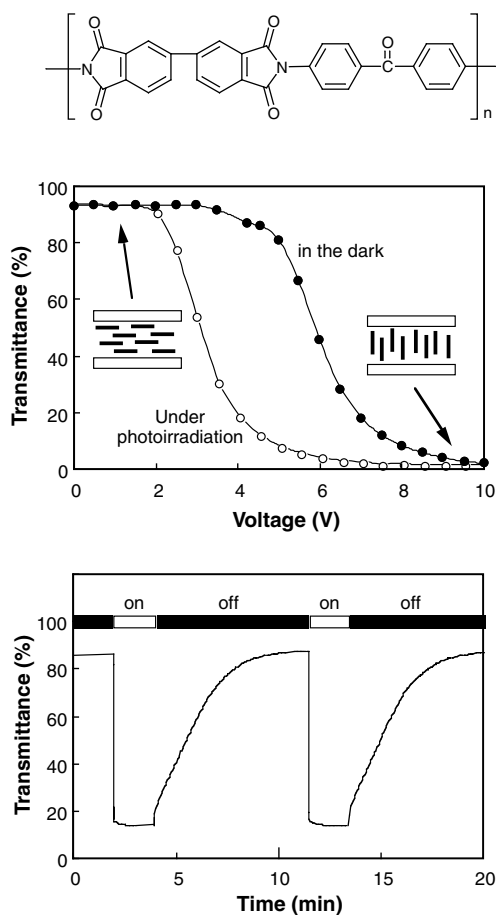 O O O
N N C
O O
n
100
80
60
40
20
0
Transmittance (%)
in the dark
Under
photoirradiation
0 2 4 6 8 10
Voltage (V)
on off on off
100
80
60
40
20
0
Transmittance (%)
0 5 10 15 20
Time (min)